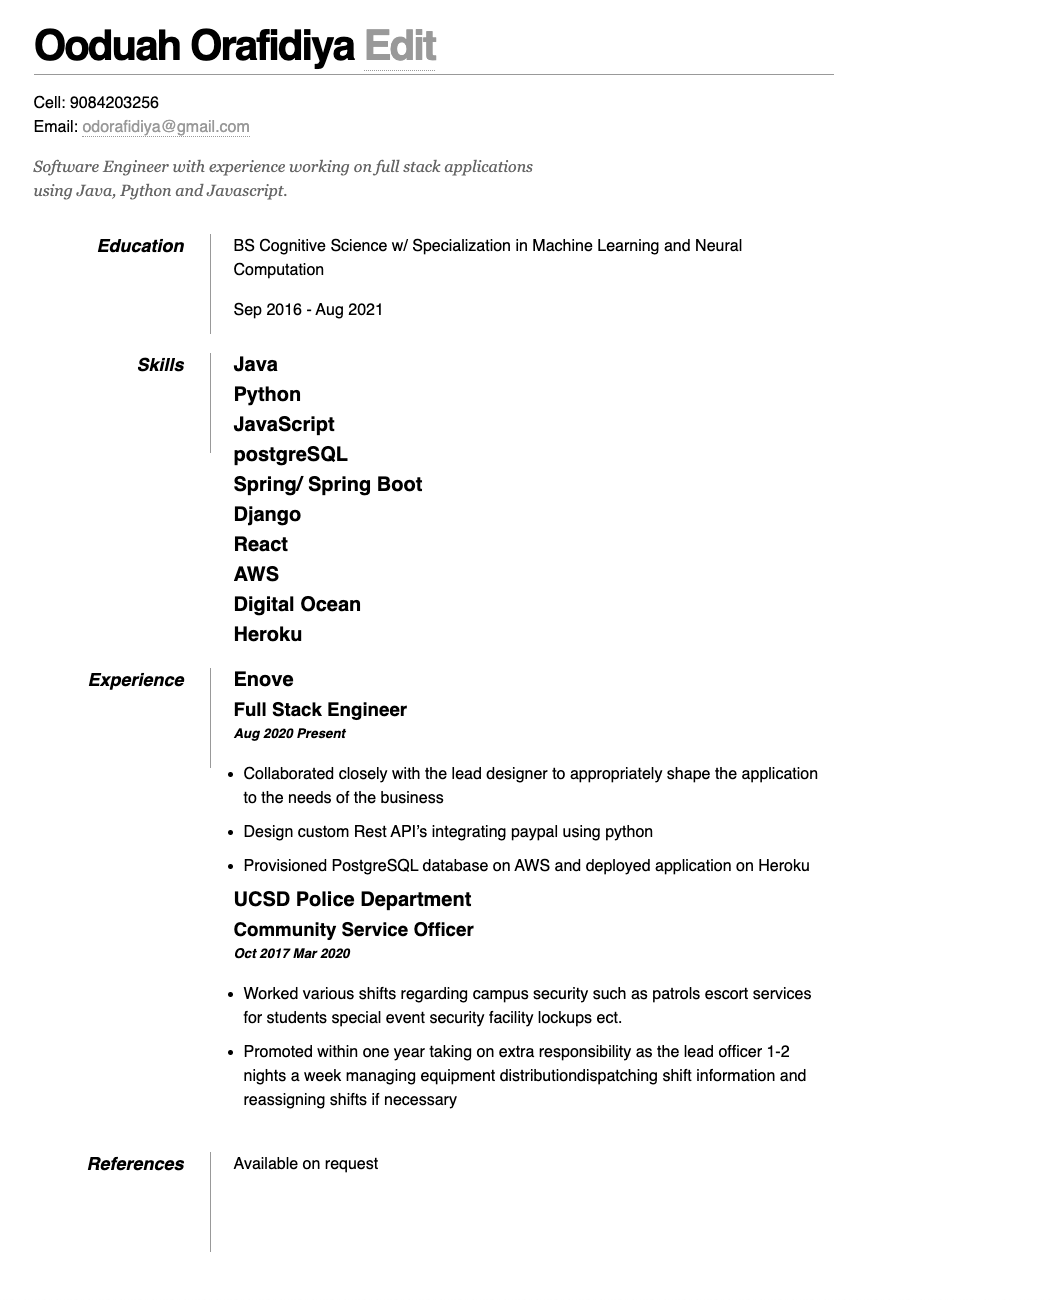 Ooduah Orafidiya Edit
Cell: 9084203256
Email: odorafidiya@gmail.com
Software Engineer with experience working on full stack applications
using Java, Python and Javascript.
Education
BS Cognitive Science w/ Specialization in Machine Learning and Neural
Computation
Sep 2016 - Aug 2021
Skills
Java
Python
JavaScript
postgreSQL
Spring/ Spring Boot
Django
React
AWS
Digital Ocean
Heroku
Experience
Enove
Full Stack Engineer
Aug 2020 Present
• Collaborated closely with the lead designer to appropriately shape the application
to the needs of the business
• Design custom Rest API’s integrating paypal using python
• Provisioned PostgreSQL database on AWS and deployed application on Heroku
UCSD Police Department
Community Service Officer
Oct 2017 Mar 2020
• Worked various shifts regarding campus security such as patrols escort services
for students special event security facility lockups ect.
• Promoted within one year taking on extra responsibility as the lead officer 1-2
nights a week managing equipment distributiondispatching shift information and
reassigning shifts if necessary
References
Available on request